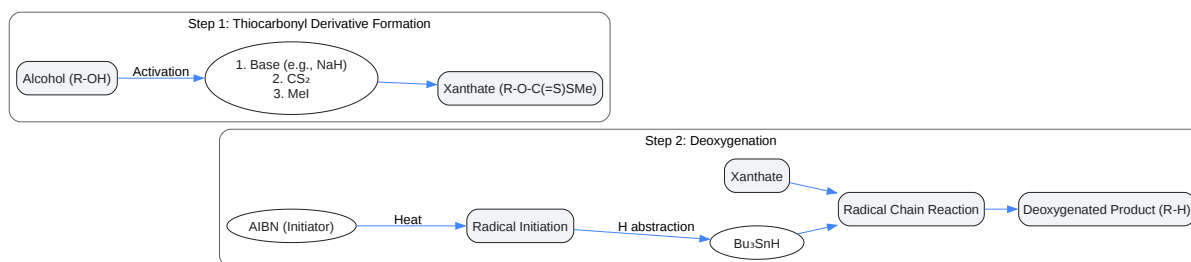 Step 1: Thiocarbonyl Derivative Formation
Alcohol (R-OH)
Activation
1. Base (e.g., NaH)
2. CS₂
3. MeI
Xanthate (R-O-C(=S)SMe)
Step 2: Deoxygenation
Xanthate
AIBN (Initiator)
Heat
Radical Initiation
H abstraction
Bu₃SnH
Radical Chain Reaction
Deoxygenated Product (R-H)